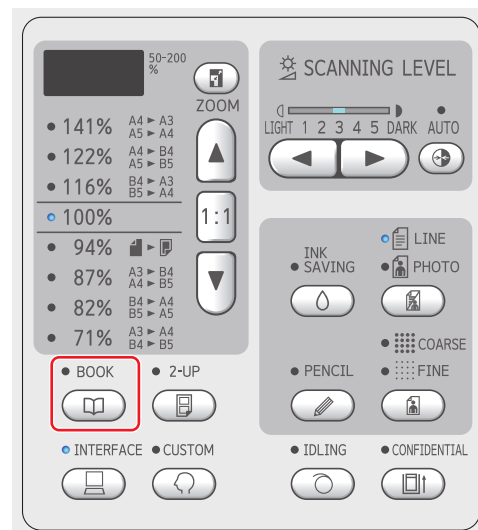 50-200
%
ZOOM
141% A4 ► A3
A5 ► A4
122% A4 ► B4
A5 ► B5
116% B4 ► A3
B5 ► A4
100%
94%
87% A3 ► B4
A4 ► B5
82% B4 ► A4
B5 ► A5
71% A3 ► A4
B4 ► B5
1:1
BOOK
2-UP
INTERFACE
CUSTOM
SCANNING LEVEL
LIGHT 1 2 3 4 5 DARK AUTO
INK
SAVING
LINE
PHOTO
COARSE
FINE
PENCIL
IDLING
CONFIDENTIAL